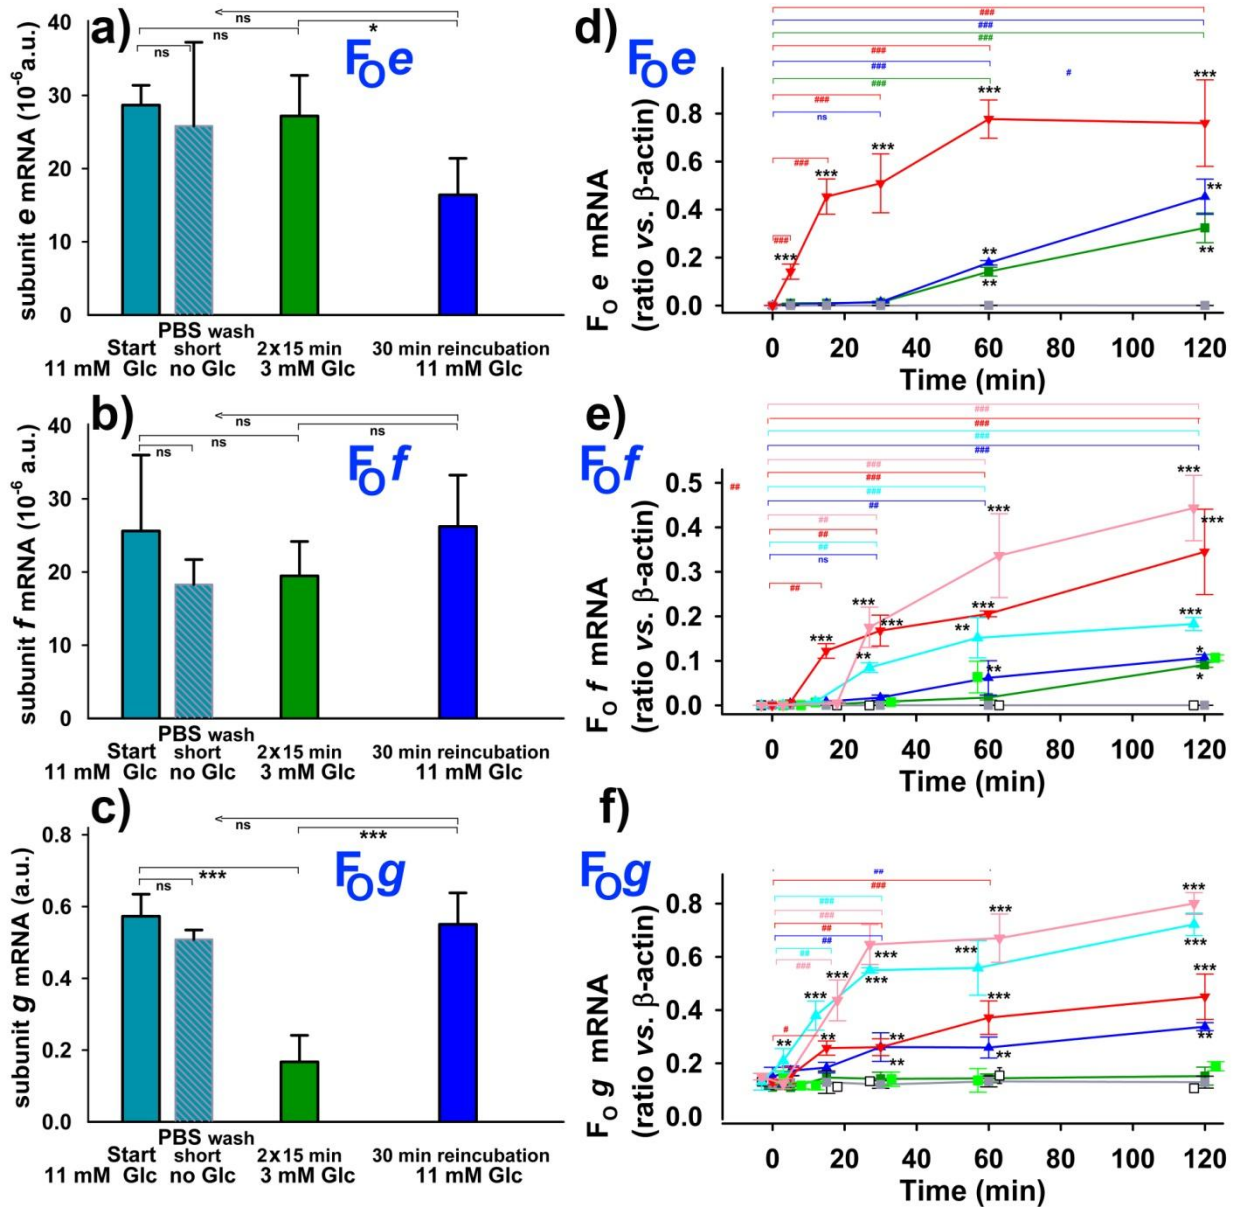 a)
ns
ns
*
ns
FOe
subunit e mRNA (10-6a.u.)
40
30
20
10
0
PBS wash
Start short 2x15 min 30 min reincubation
11 mM Glc no Glc 3 mM Glc 11 mM Glc
b)
ns
ns
ns
ns
FOf
subunit f mRNA (10-6 a.u.)
40
30
20
10
0
PBS wash
Start short 2x15 min 30 min reincubation
11 mM Glc no Glc 3 mM Glc 11 mM Glc
c)
ns
***
***
ns
FOg
subunit g mRNA (a.u.)
0.8
0.6
0.4
0.2
0.0
PBS wash
Start short 2x15 min 30 min reincubation
11 mM Glc no Glc 3 mM Glc 11 mM Glc
d)
FOe
###
###
###
###
###
###
#
###
ns
###
###
***
***
***
***
***
**
**
**
**
FO e mRNA
(ratio vs. β-actin)
0.8
0.6
0.4
0.2
0.0
0 20 40 60 80 100 120
Time (min)
e)
FOf
###
###
###
###
###
##
###
###
##
##
##
##
ns
##
***
***
***
***
***
***
***
**
**
**
*
*
FO f mRNA
(ratio vs. β-actin)
0.5
0.4
0.3
0.2
0.1
0.0
0 20 40 60 80 100 120
Time (min)
f)
FOg
##
###
###
###
##
##
##
###
#
***
***
***
***
***
***
***
***
***
***
**
**
**
**
**
**
FO g mRNA
(ratio vs. β-actin)
0.8
0.6
0.4
0.2
0.0
0 20 40 60 80 100 120
Time (min)